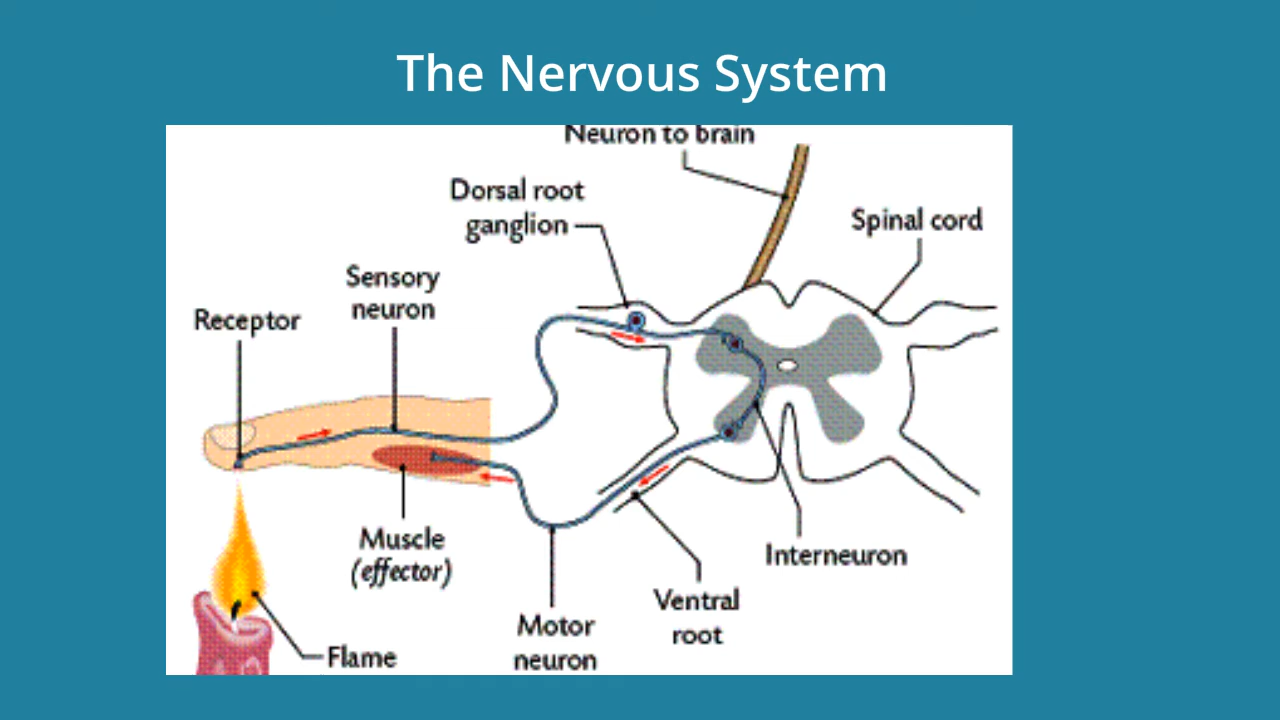 The Nervous System
Neuron to brain
Dorsal root
ganglion
Spinal cord
Sensory
neuron
Receptor
Muscle
(effector)
Interneuron
Ventral
root
Motor
neuron
Flame